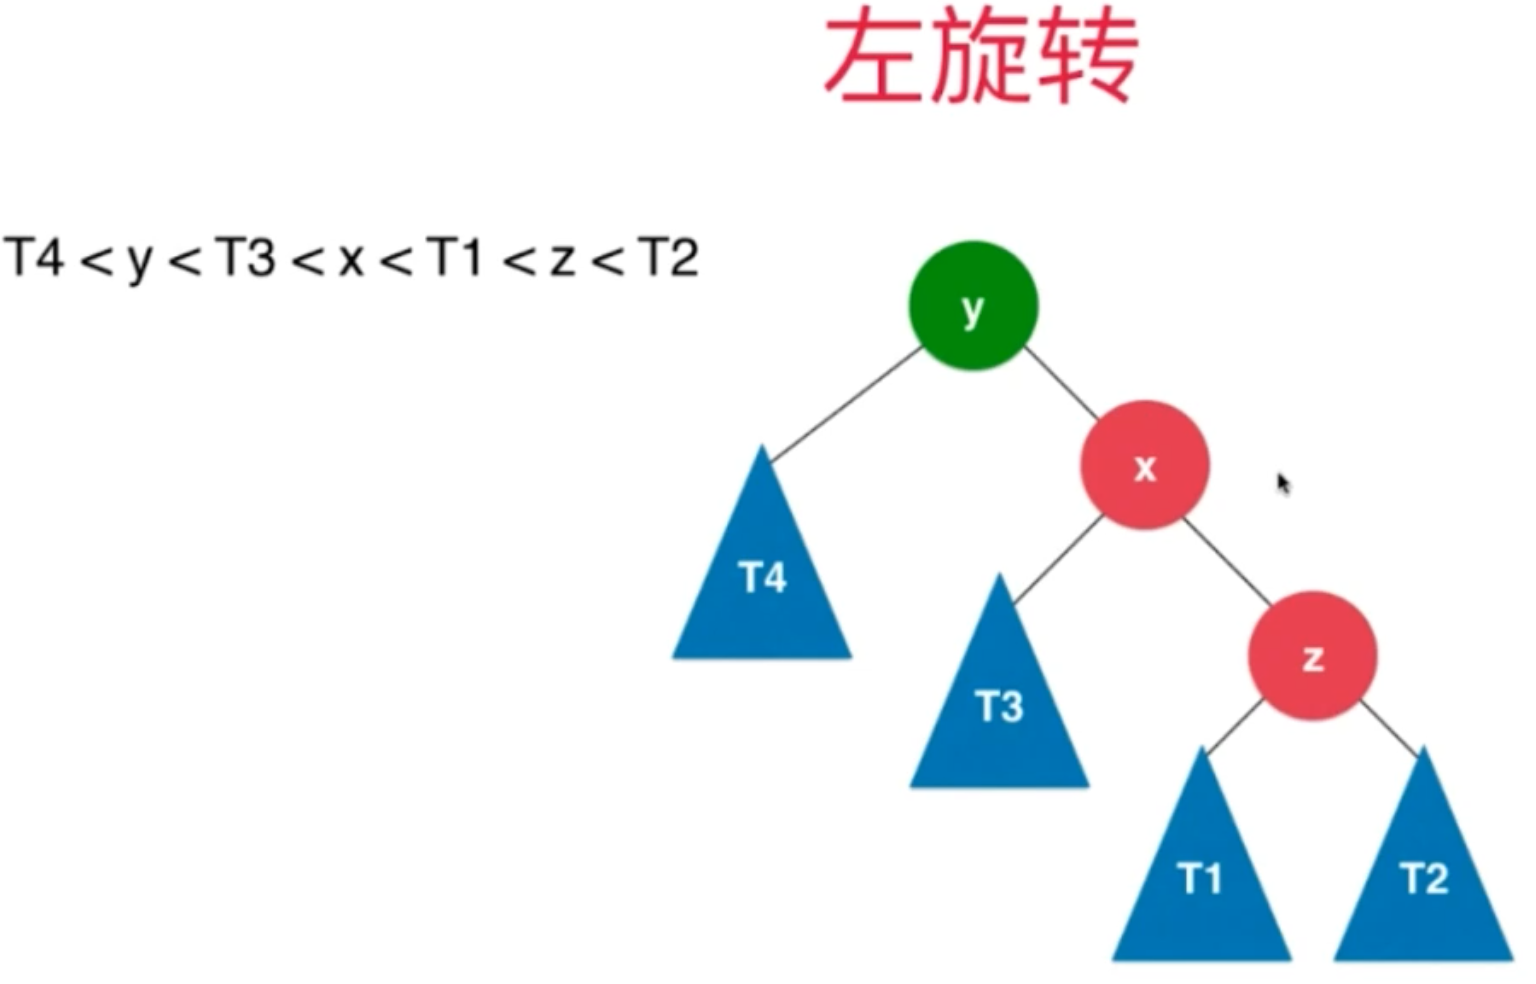 左旋转
T4 < y < T3 < x < T1 < z < T2
y
x
T4
z
T3
T1
T2